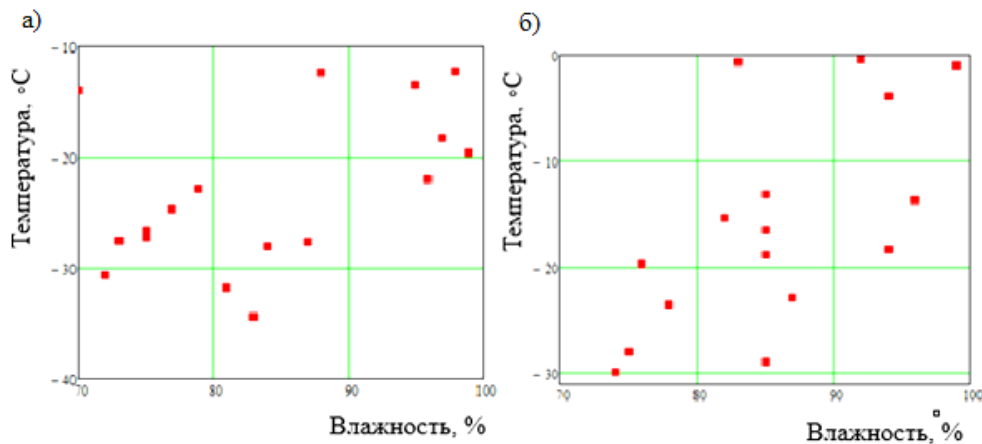 а)
Температура, °С
– 10
– 20
– 30
– 40
70 80 90 100
Влажность, %
б)
Температура, °С
0
– 10
– 20
– 30
70 80 90 100
Влажность, %